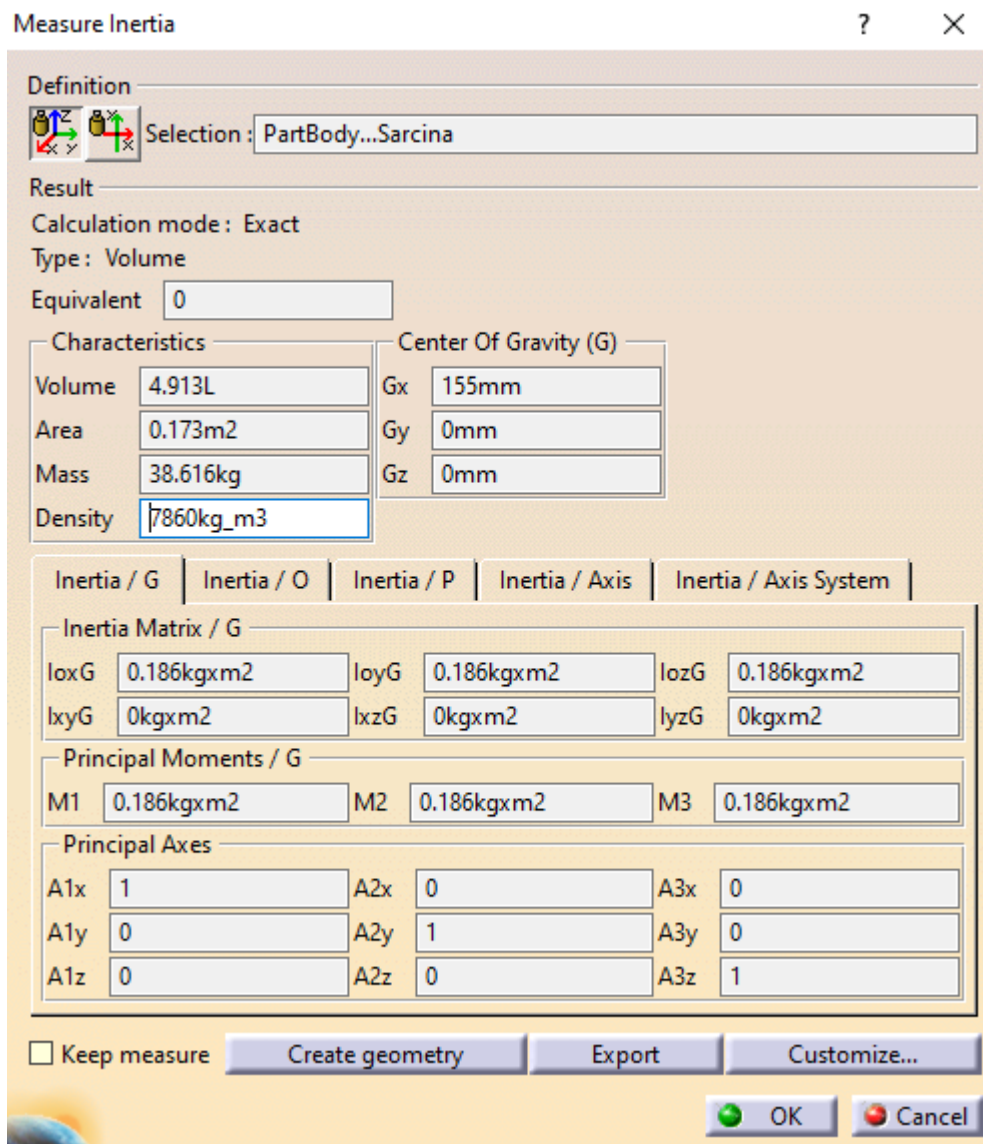 Measure Inertia ? X
Definition
Selection : PartBody...Sarcina
Result
Calculation mode : Exact
Type : Volume
Equivalent 0
Characteristics Center Of Gravity (G)
Volume 4.913L Gx 155mm
Area 0.173m2 Gy 0mm
Mass 38.616kg Gz 0mm
Density 7860kg_m3
Inertia / G Inertia / O Inertia / P Inertia / Axis Inertia / Axis System
Inertia Matrix / G
IoxG 0.186kgxm2 IoyG 0.186kgxm2 IozG 0.186kgxm2
IxyG 0kgxm2 IxzG 0kgxm2 IyzG 0kgxm2
Principal Moments / G
M1 0.186kgxm2 M2 0.186kgxm2 M3 0.186kgxm2
Principal Axes
A1x 1 A2x 0 A3x 0
A1y 0 A2y 1 A3y 0
A1z 0 A2z 0 A3z 1
Keep measure Create geometry Export Customize...
OK Cancel